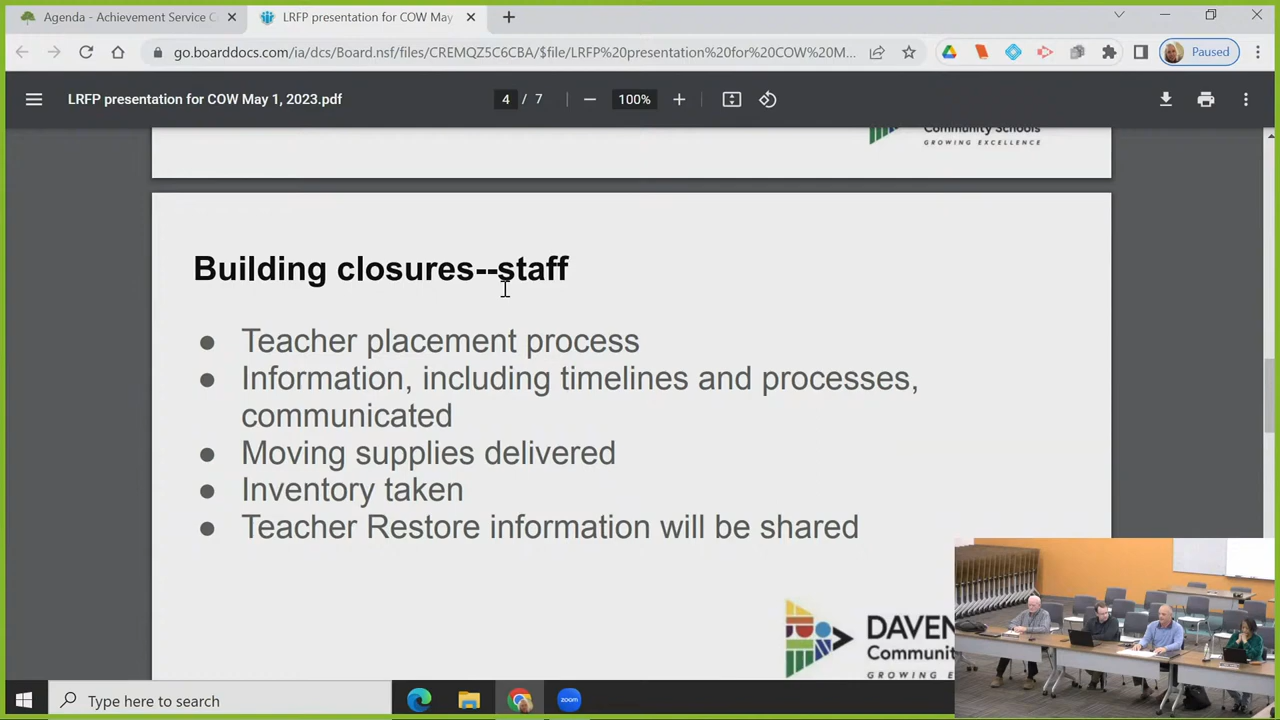 Agenda - Achievement Service C
LRFP presentation for COW May
go.boarddocs.com/ia/dcs/Board.nsf/files/CREMQZ5C6CBA/$file/LRFP%20presentation%20for%20COW%20M...
Paused
LRFP presentation for COW May 1, 2023.pdf
4 / 7
100%
Community Schools
GROWING EXCELLENCE
Building closures--staff
● Teacher placement process
● Information, including timelines and processes,
communicated
● Moving supplies delivered
● Inventory taken
● Teacher Restore information will be shared
DAVEN
Communit
GROWING E
Type here to search
zoom